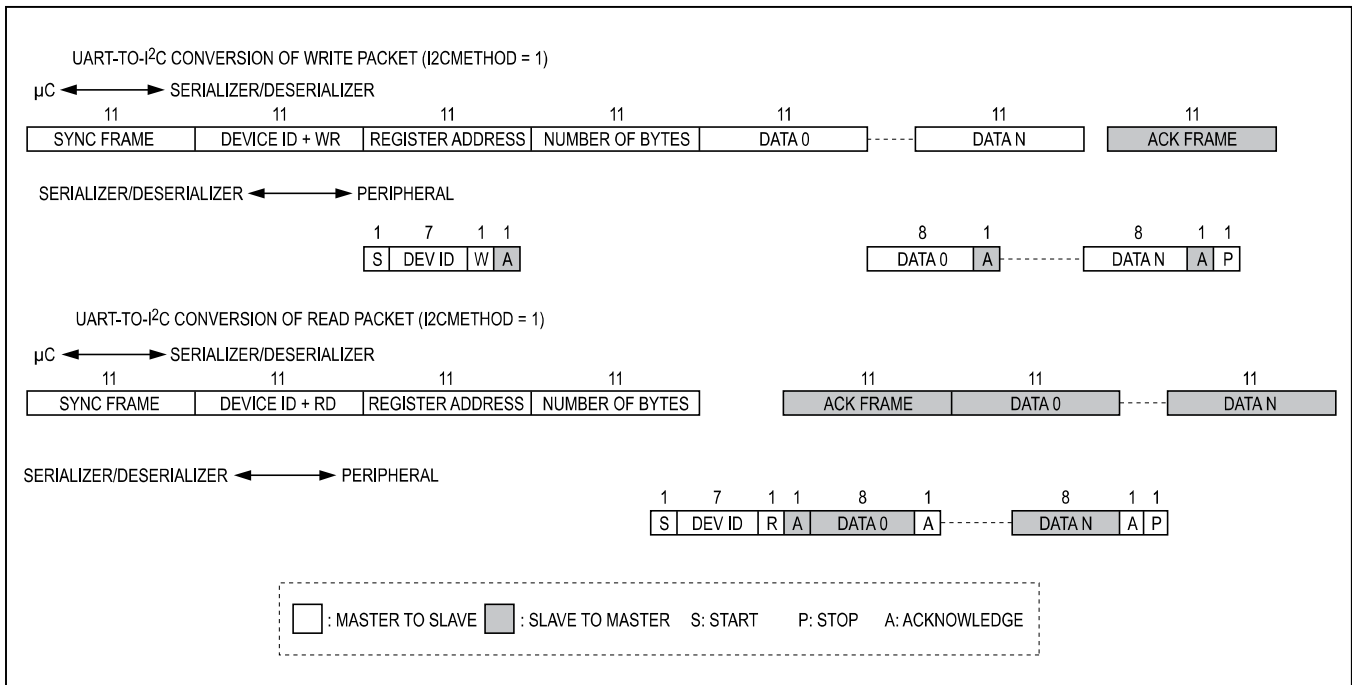 UART-TO-I²C CONVERSION OF WRITE PACKET (I2CMETHOD = 1)
µC SERIALIZER/DESERIALIZER
11 11 11 11 11 11 11
SYNC FRAME DEVICE ID + WR REGISTER ADDRESS NUMBER OF BYTES DATA 0 DATA N ACK FRAME
SERIALIZER/DESERIALIZER PERIPHERAL
1 7 1 1 8 1 8 1 1
S DEV ID W A DATA 0 A DATA N A P
UART-TO-I²C CONVERSION OF READ PACKET (I2CMETHOD = 1)
µC SERIALIZER/DESERIALIZER
11 11 11 11 11 11 11
SYNC FRAME DEVICE ID + RD REGISTER ADDRESS NUMBER OF BYTES ACK FRAME DATA 0 DATA N
SERIALIZER/DESERIALIZER PERIPHERAL
1 7 1 1 8 1 8 1 1
S DEV ID R A DATA 0 A DATA N A P
: MASTER TO SLAVE : SLAVE TO MASTER S: START P: STOP A: ACKNOWLEDGE